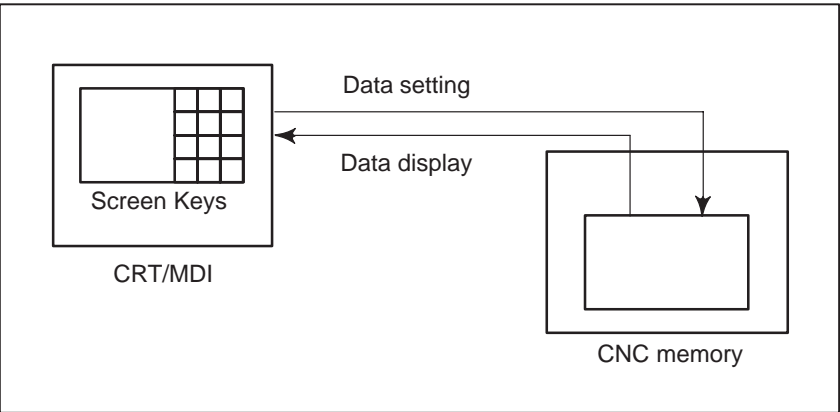 Data setting
Data display
Screen Keys
CRT/MDI
CNC memory